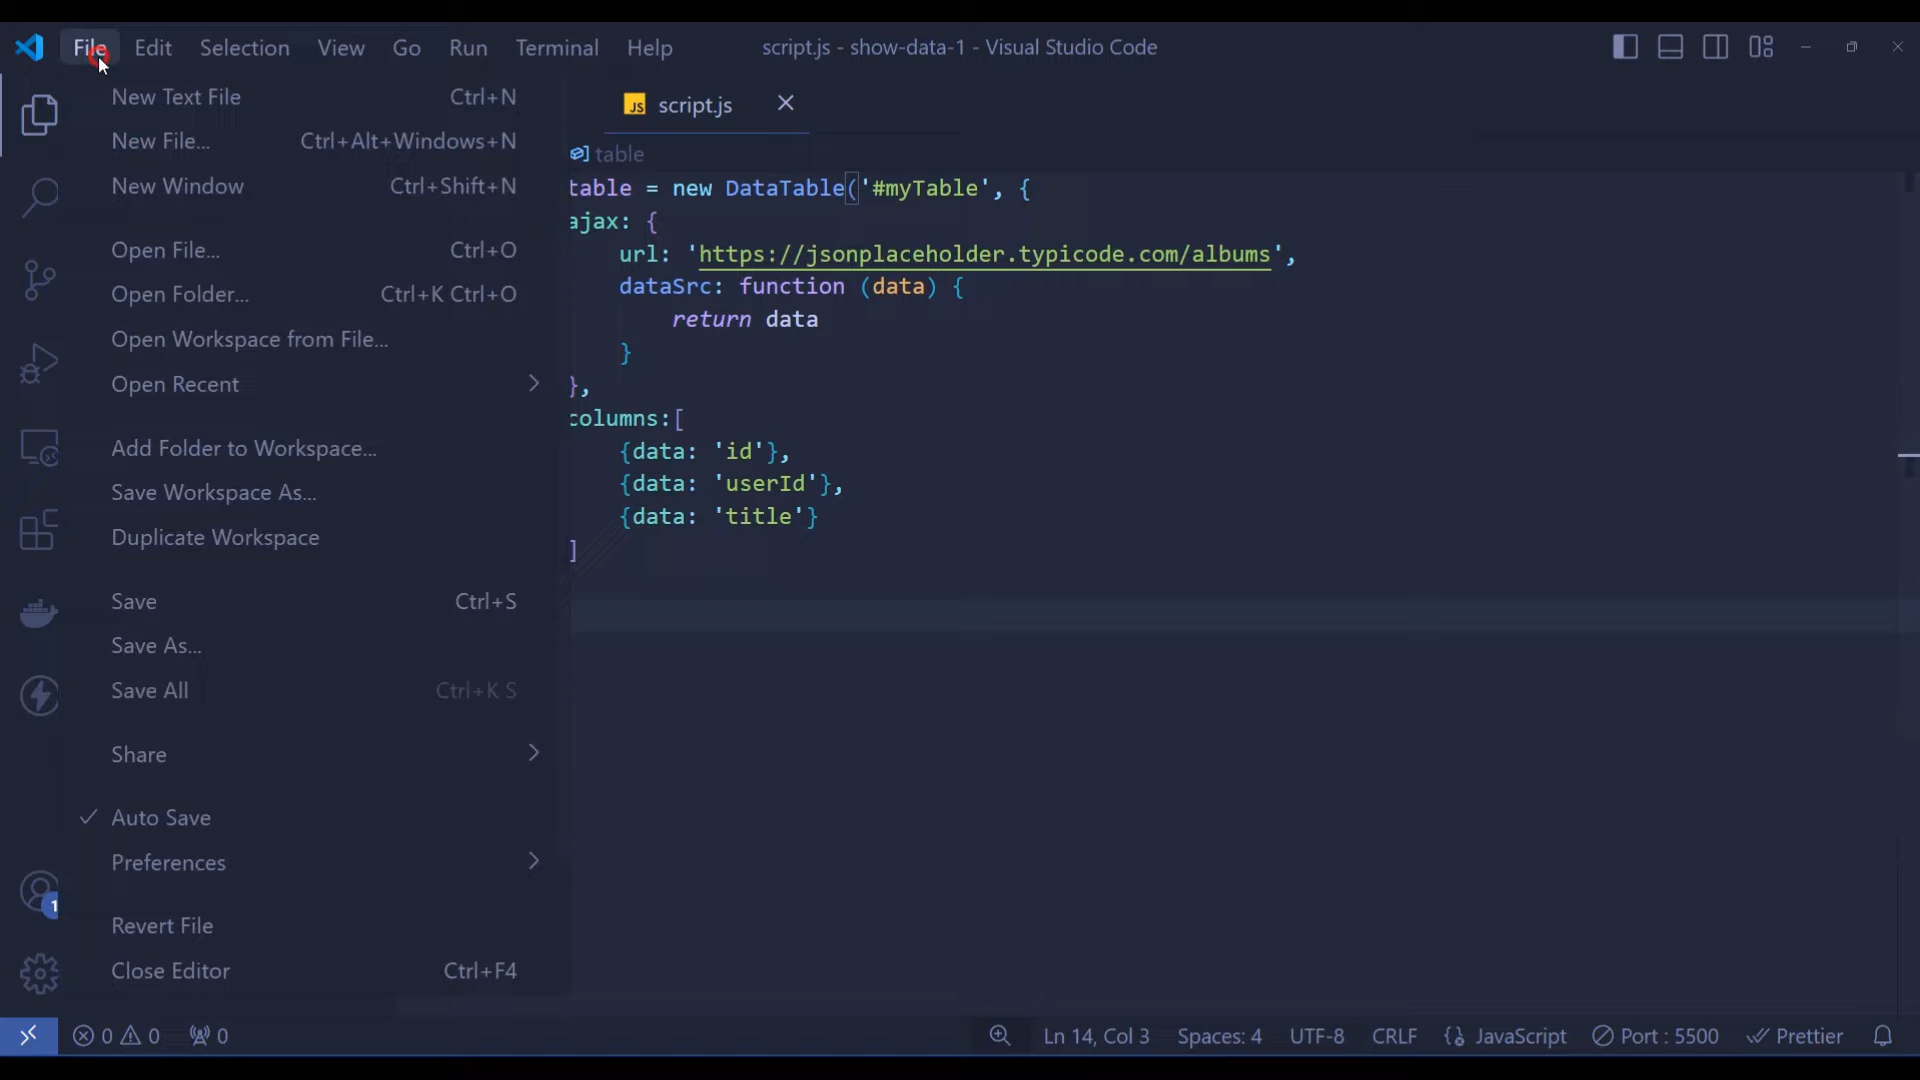 File Edit Selection View Go Run Terminal Help script.js - show-data-1 - Visual Studio Code
New Text File Ctrl+N
New File... Ctrl+Alt+Windows+N
New Window Ctrl+Shift+N
Open File... Ctrl+O
Open Folder... Ctrl+K Ctrl+O
Open Workspace from File...
Open Recent
Add Folder to Workspace...
Save Workspace As...
Duplicate Workspace
Save Ctrl+S
Save As...
Save All Ctrl+K S
Share
Auto Save
Preferences
Revert File
Close Editor Ctrl+F4
JS script.js
table
table = new DataTable('#myTable', {
ajax: {
url: 'https://jsonplaceholder.typicode.com/albums',
dataSrc: function (data) {
return data
}
},
columns:[
{data: 'id'},
{data: 'userId'},
{data: 'title'}
]
1
0 0 0 Ln 14, Col 3 Spaces: 4 UTF-8 CRLF JavaScript Port : 5500 Prettier